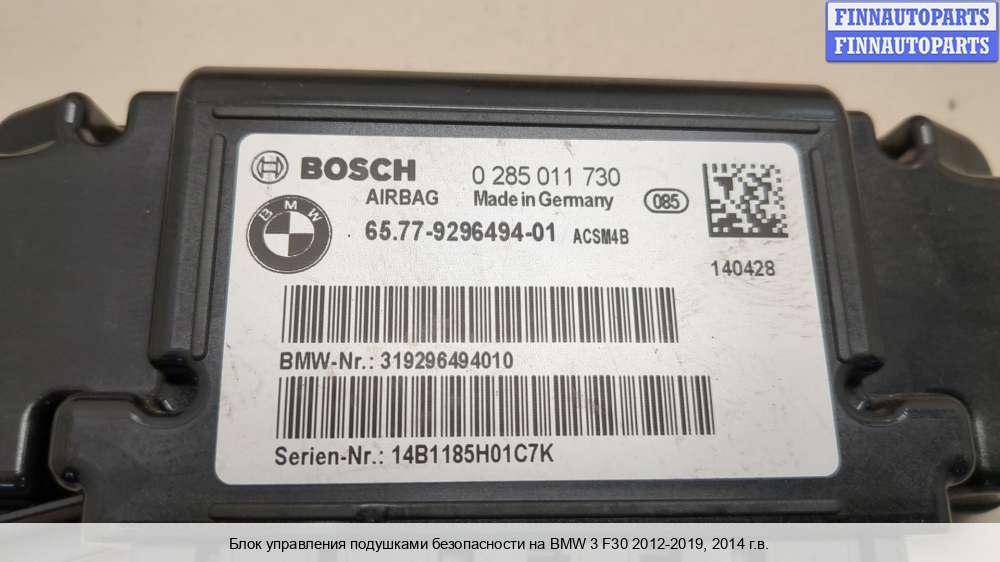 FINNAUTOPARTS
FINNAUTOPARTS
BOSCH 0 285 011 730
AIRBAG Made in Germany 085
BMW
65.77-9296494-01 ACSM4B
140428
BMW-Nr.: 319296494010
Serien-Nr.: 14B1185H01C7K
Блок управления подушками безопасности на BMW 3 F30 2012-2019, 2014 г.в.